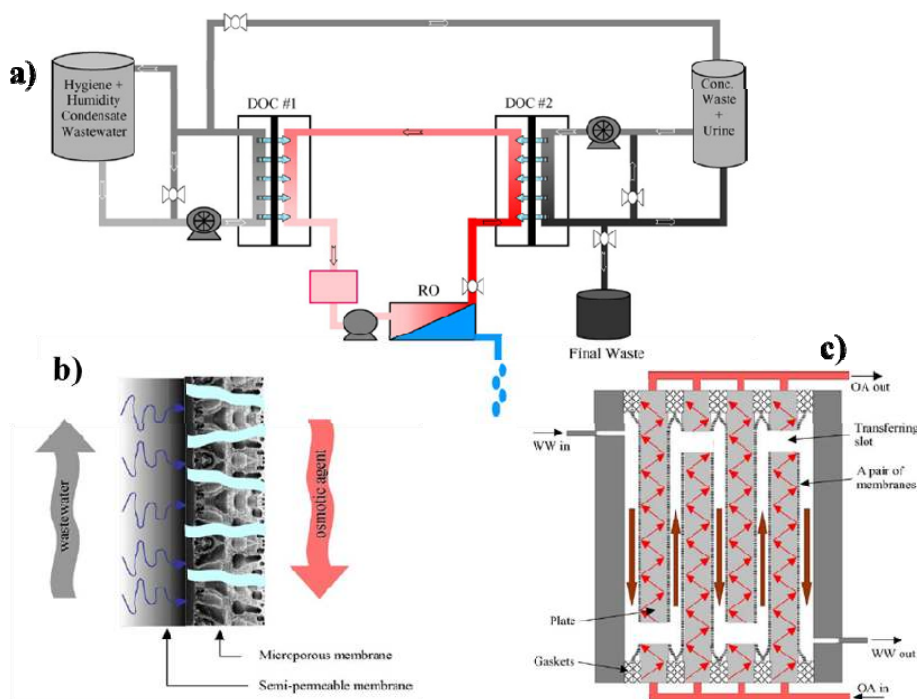 a)
Hygiene +
Humidity
Condensate
Wastewater
DOC #1
DOC #2
Conc.
Waste
+
Urine
RO
Final Waste
b)
wastewater
osmotic agent
Microporous membrane
Semi-permeable membrane
c)
OA out
WW in
Transferring
slot
A pair of
membranes
Plate
Gaskets
WW out
OA in